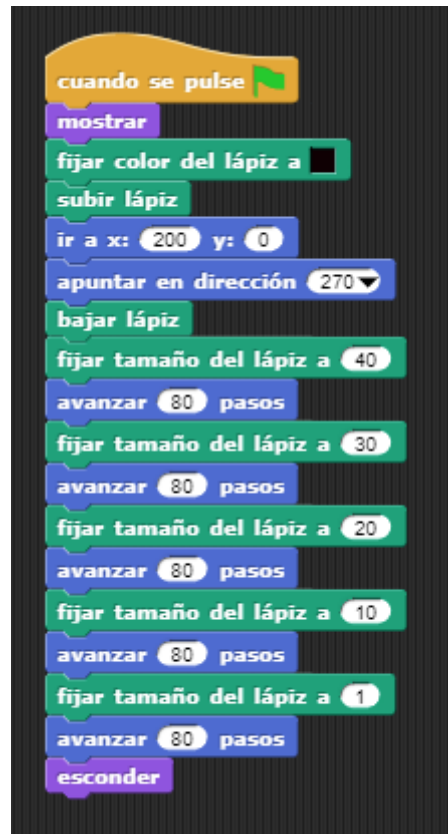 cuando se pulse
mostrar
fijar color del lápiz a
subir lápiz
ir a x: 200 y: 0
apuntar en dirección 270
bajar lápiz
fijar tamaño del lápiz a 40
avanzar 80 pasos
fijar tamaño del lápiz a 30
avanzar 80 pasos
fijar tamaño del lápiz a 20
avanzar 80 pasos
fijar tamaño del lápiz a 10
avanzar 80 pasos
fijar tamaño del lápiz a 1
avanzar 80 pasos
esconder